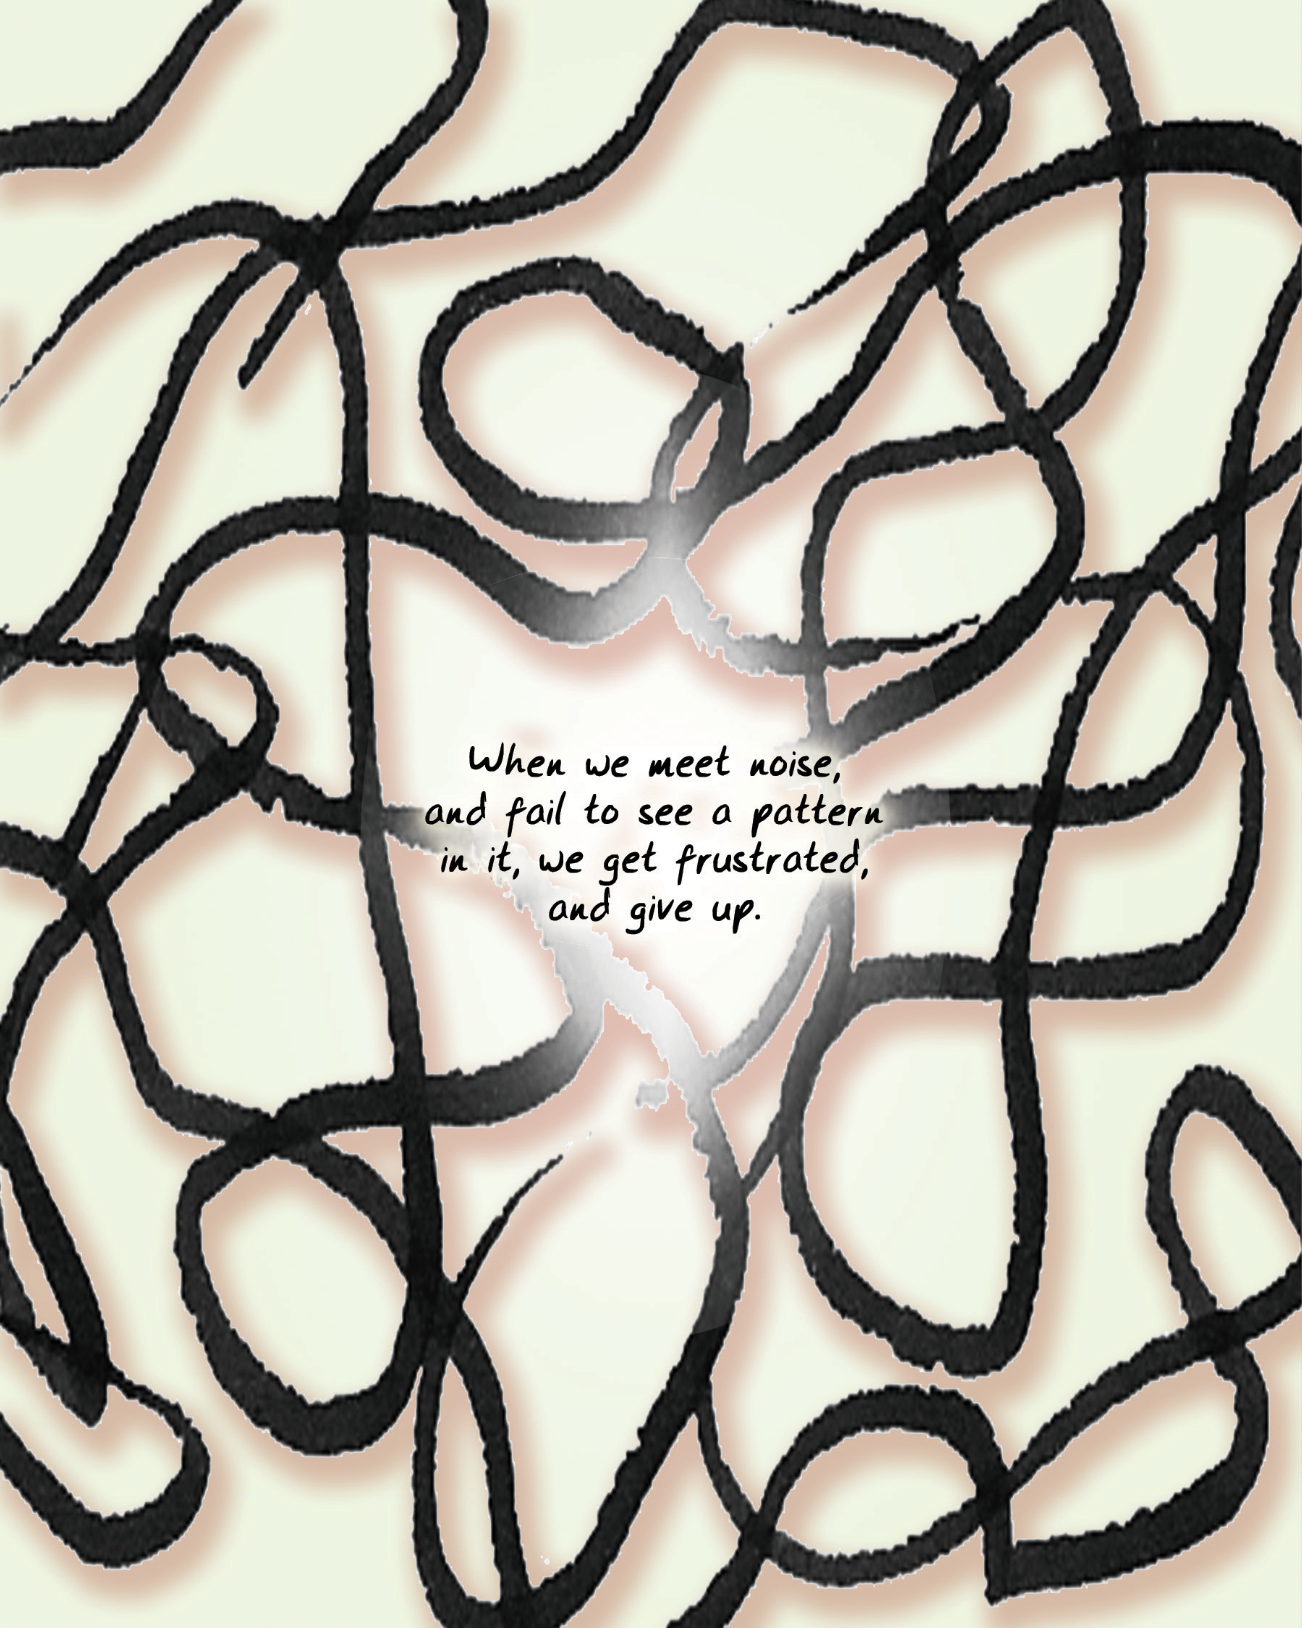 When we meet noise,
and fail to see a pattern
in it, we get frustrated,
and give up.